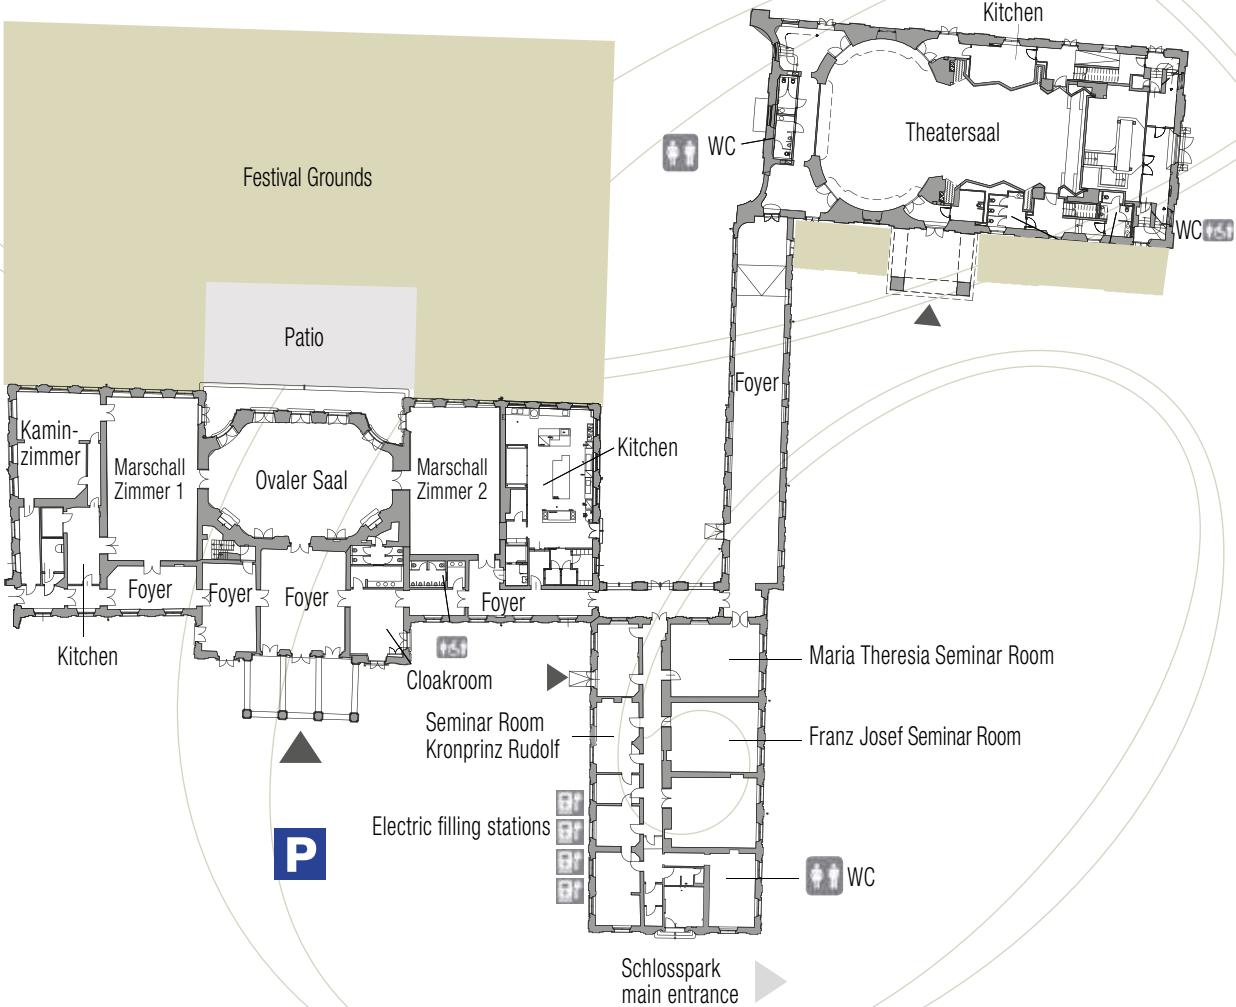 Kitchen
Theatersaal
WC
WC
Festival Grounds
Patio
Foyer
Kamin-
zimmer
Marschall
Zimmer 1
Ovaler Saal
Marschall
Zimmer 2
Kitchen
Foyer
Foyer
Foyer
Foyer
Kitchen
Cloakroom
Maria Theresia Seminar Room
Seminar Room
Kronprinz Rudolf
Franz Josef Seminar Room
Electric filling stations
P
WC
Schlosspark
main entrance